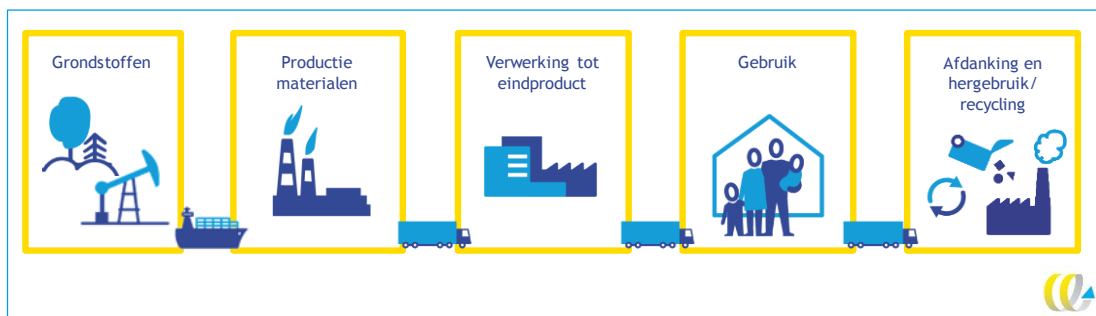 Grondstoffen
Productie
materialen
Verwerking tot
eindproduct
Gebruik
Afdanking en
hergebruik/
recycling